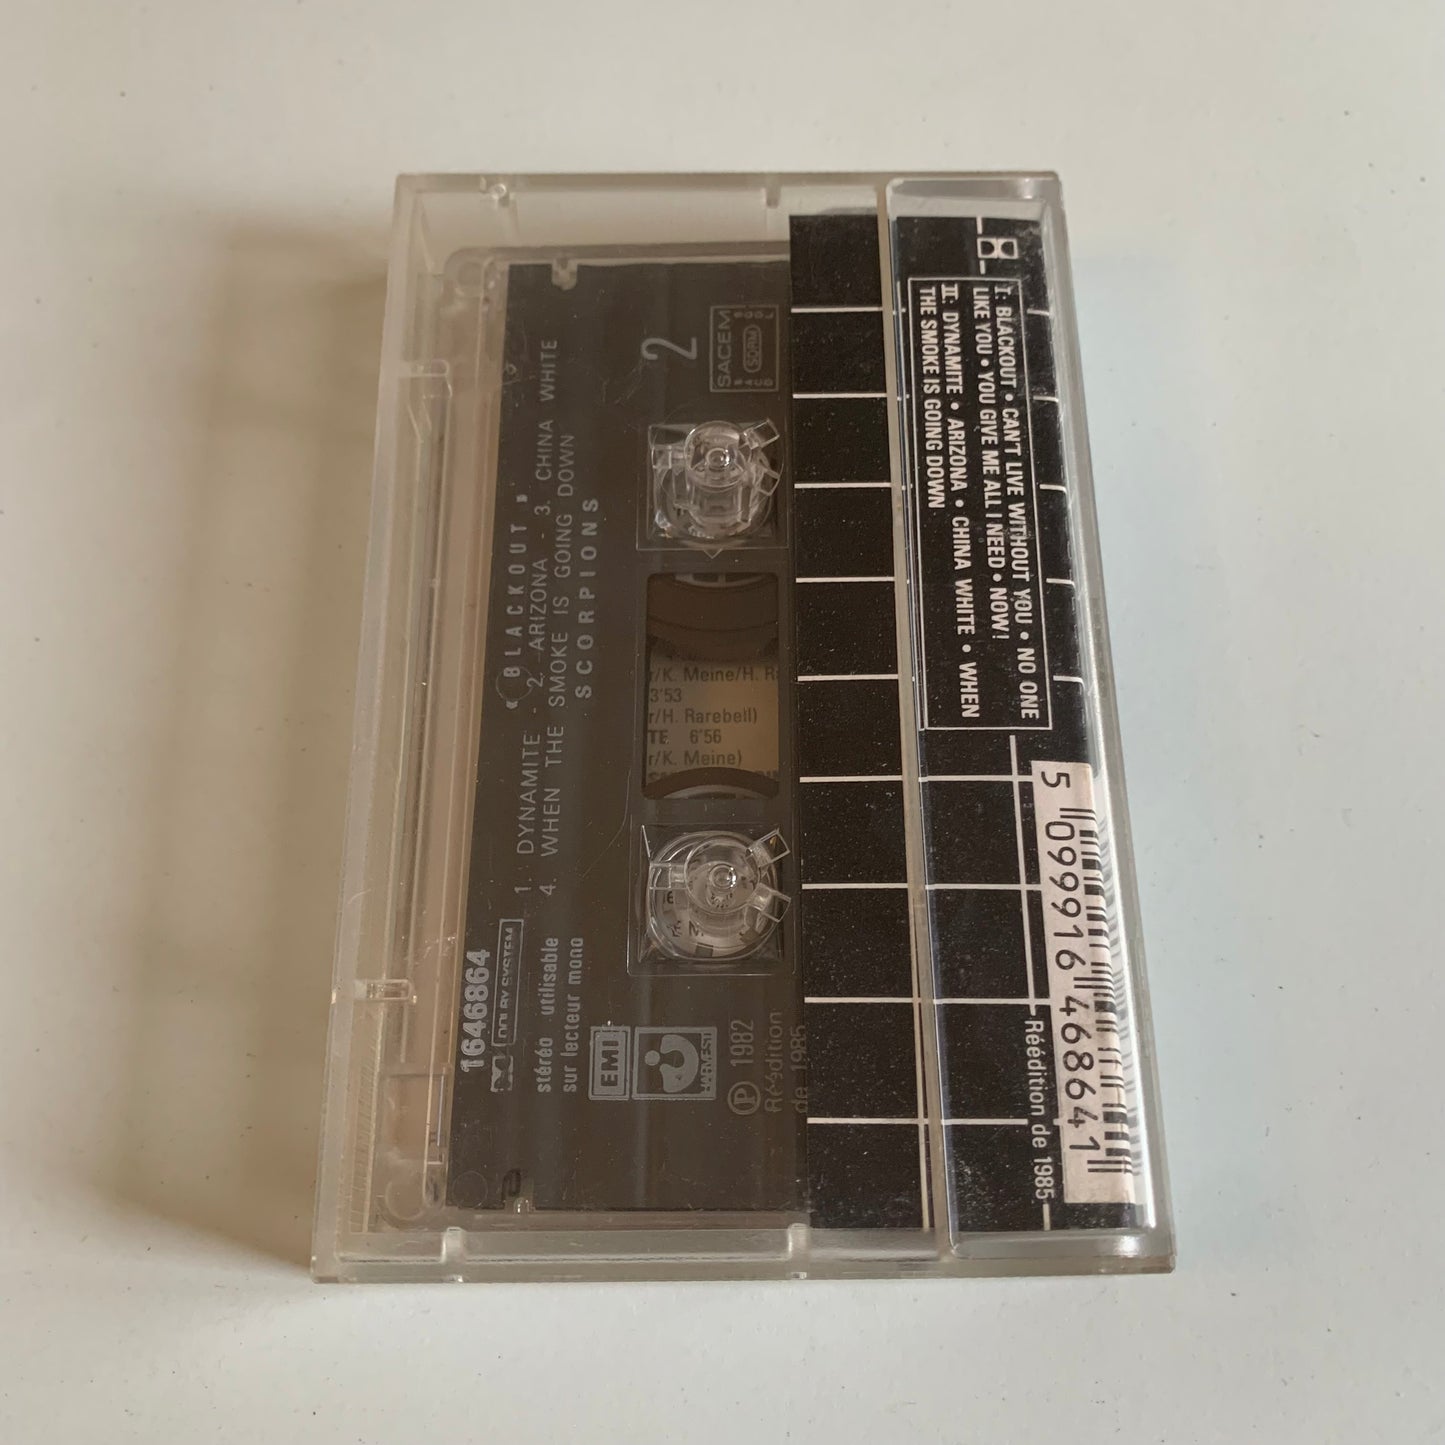 I: BLACKOUT • CAN'T LIVE WITHOUT YOU • NO ONE
LIKE YOU • YOU GIVE ME ALL I NEED • NOW!
II: DYNAMITE • ARIZONA • CHINA WHITE • WHEN
THE SMOKE IS GOING DOWN
5 099916 468641
Réédition de 1985
1646864
DOLBY SYSTEM
stéréo utilisable
sur lecteur mono
EMI
HARVEST
℗ 1982
Réédition
de 1985
« BLACKOUT »
1. DYNAMITE - 2. ARIZONA - 3. CHINA WHITE
4. WHEN THE SMOKE IS GOING DOWN
SCORPIONS
2
SACEM
SDRM
r/K. Meine/H. R
3'53
r/H. Rarebell)
TE 6'56
r/K. Meine)